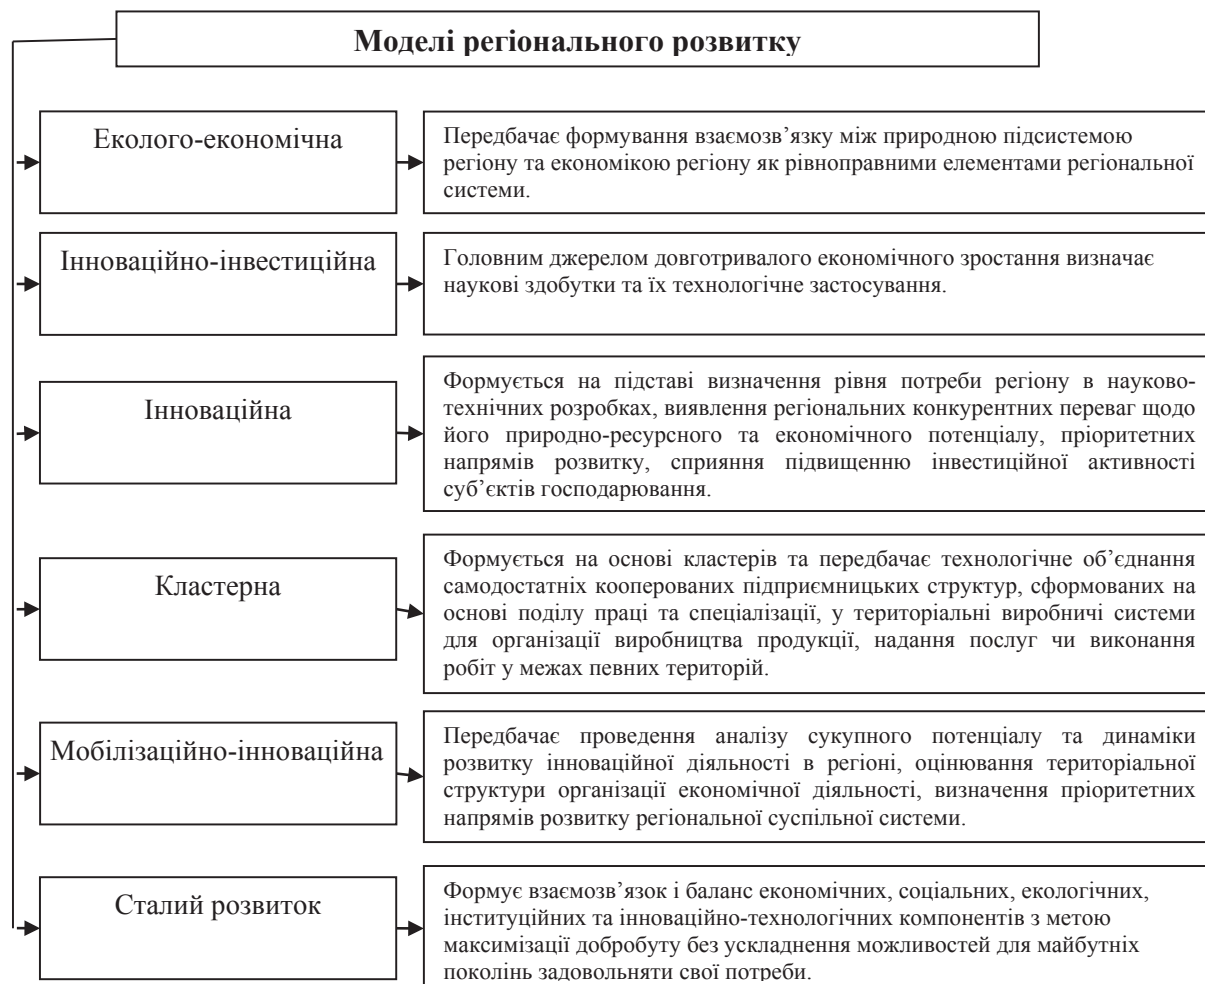 Моделі регіонального розвитку
Еколого-економічна
Передбачає формування взаємозв’язку між природною підсистемою
регіону та економікою регіону як рівноправними елементами регіональної
системи.
Інноваційно-інвестиційна
Головним джерелом довготривалого економічного зростання визначає
наукові здобутки та їх технологічне застосування.
Інноваційна
Формується на підставі визначення рівня потреби регіону в науково-
технічних розробках, виявлення регіональних конкурентних переваг щодо
його природно-ресурсного та економічного потенціалу, пріоритетних
напрямів розвитку, сприяння підвищенню інвестиційної активності
суб’єктів господарювання.
Кластерна
Формується на основі кластерів та передбачає технологічне об’єднання
самодостатніх кооперованих підприємницьких структур, сформованих на
основі поділу праці та спеціалізації, у територіальні виробничі системи
для організації виробництва продукції, надання послуг чи виконання
робіт у межах певних територій.
Мобілізаційно-інноваційна
Передбачає проведення аналізу сукупного потенціалу та динаміки
розвитку інноваційної діяльності в регіоні, оцінювання територіальної
структури організації економічної діяльності, визначення пріоритетних
напрямів розвитку регіональної суспільної системи.
Сталий розвиток
Формує взаємозв’язок і баланс економічних, соціальних, екологічних,
інституційних та інноваційно-технологічних компонентів з метою
максимізації добробуту без ускладнення можливостей для майбутніх
поколінь задовольняти свої потреби.